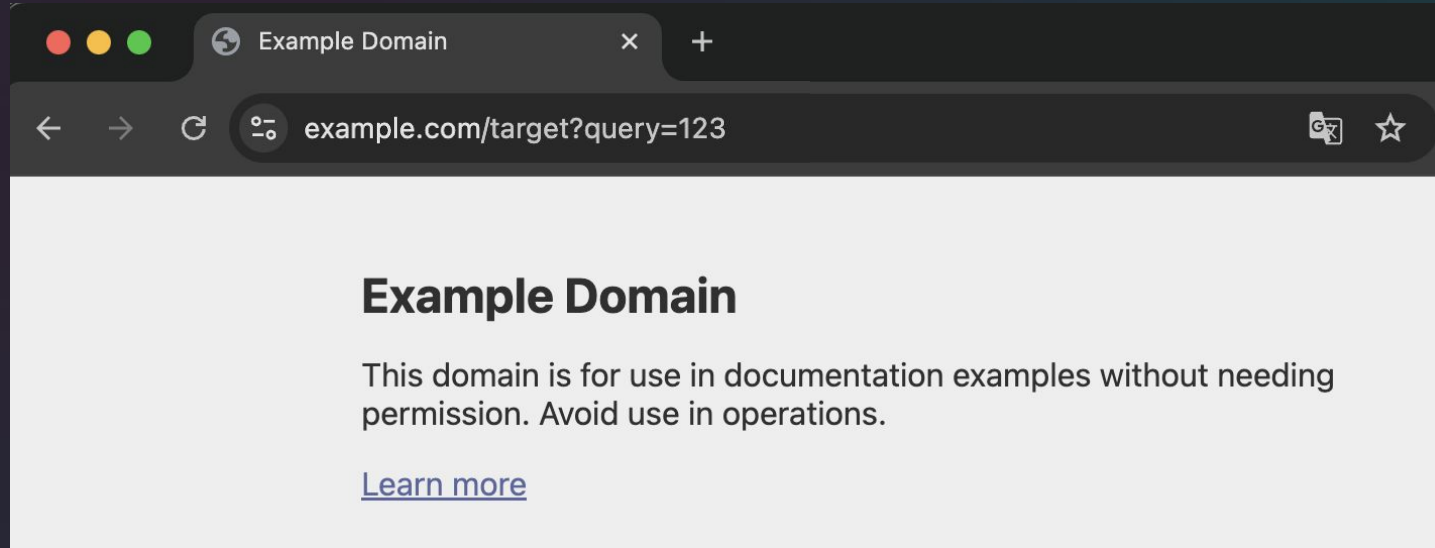 Example Domain
example.com/target?query=123
Example Domain
This domain is for use in documentation examples without needing
permission. Avoid use in operations.
Learn more